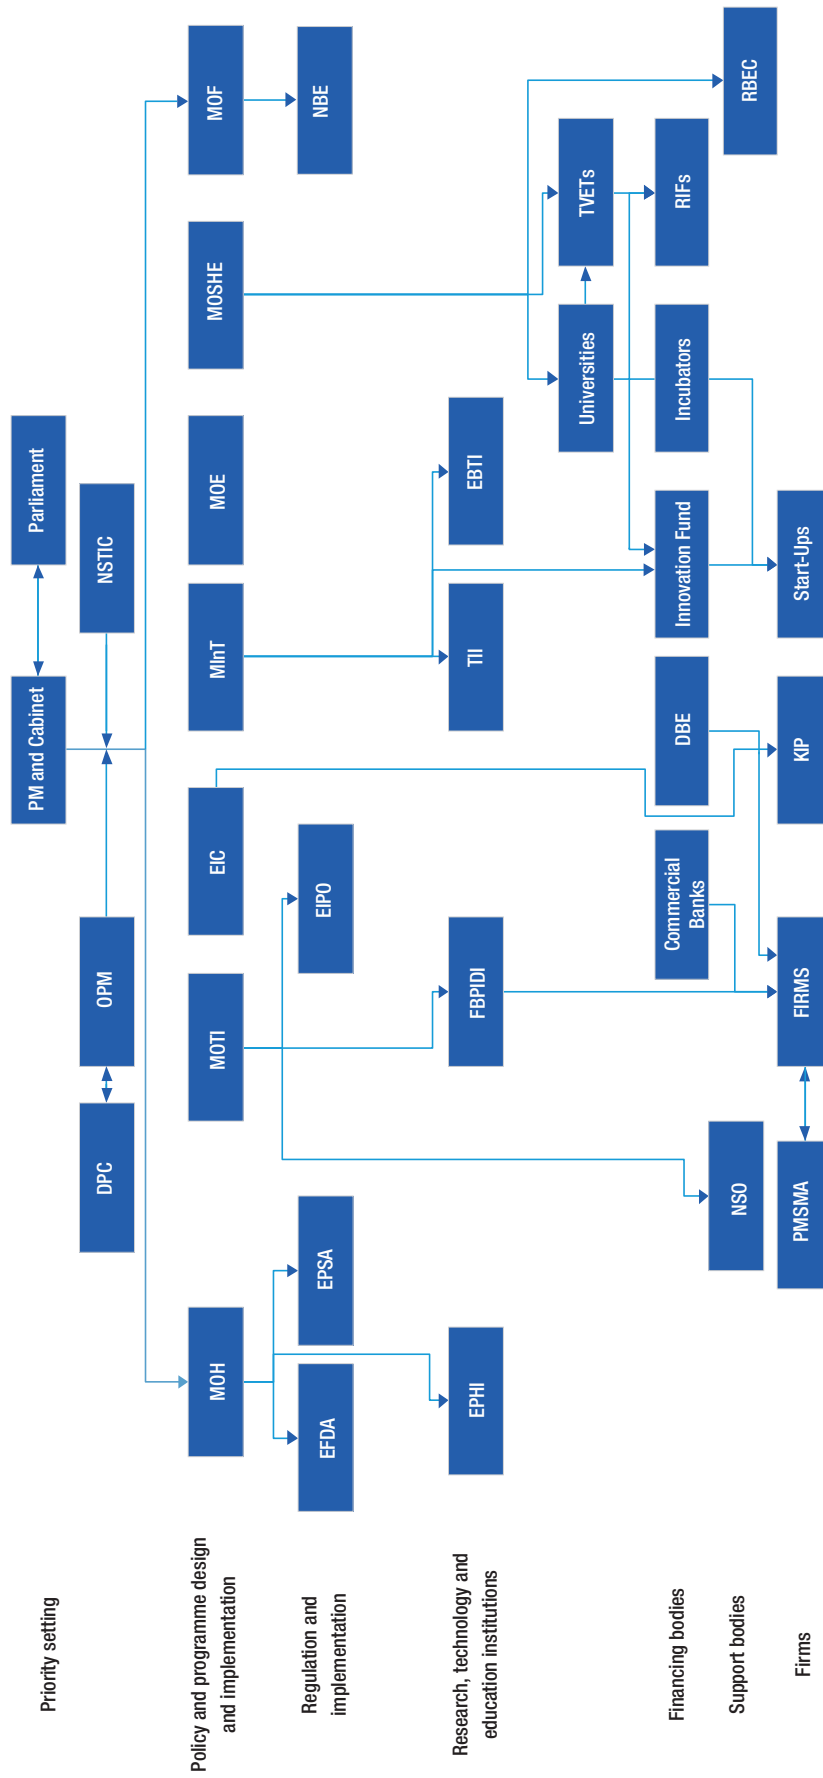 Priority setting
PM and Cabinet
Parliament
DPC
OPM
NSTIC
Policy and programme design
and implementation
MOH
MOTI
EIC
MInT
MOE
MOSHE
MOF
Regulation and
implementation
EFDA
EPSA
EIPO
NBE
Research, technology and
education institutions
EPHI
FBPIDI
TII
EBTI
Universities
TVETs
Financing bodies
Commercial
Banks
DBE
Innovation Fund
Incubators
RIFs
Support bodies
NSO
RBEC
Firms
PMSMA
FIRMS
KIP
Start-Ups